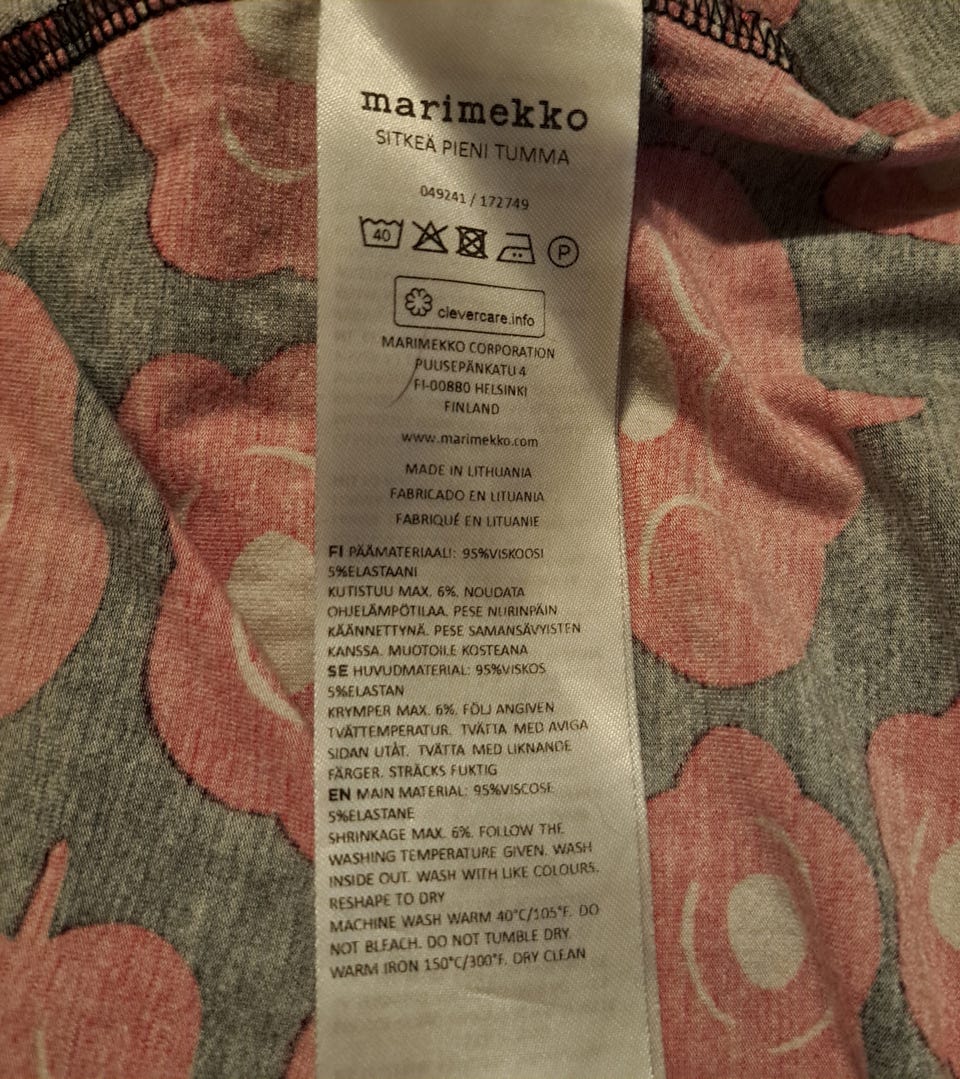 marimekko
SITKEÄ PIENI TUMMA
049241 / 172749
40 P
clevercare.info
MARIMEKKO CORPORATION
PUUSEPÄNKATU 4
FI-00880 HELSINKI
FINLAND
www.marimekko.com
MADE IN LITHUANIA
FABRICADO EN LITUANIA
FABRIQUÉ EN LITUANIE
FI PÄÄMATERIAALI: 95%VISKOOSI
5%ELASTAANI
KUTISTUU MAX. 6%. NOUDATA
OHJELÄMPÖTILAA. PESE NURINPÄIN
KÄÄNNETTYNÄ. PESE SAMANSÄVYISTEN
KANSSA. MUOTOILE KOSTEANA
SE HUVUDMATERIAL: 95%VISKOS
5%ELASTAN
KRYMPER MAX. 6%. FÖLJ ANGIVEN
TVÄTTEMPERATUR. TVÄTTA MED AVIGA
SIDAN UTÅT. TVÄTTA MED LIKNANDE
FÄRGER. STRÄCKS FUKTIG
EN MAIN MATERIAL: 95%VISCOSE
5%ELASTANE
SHRINKAGE MAX. 6%. FOLLOW THE
WASHING TEMPERATURE GIVEN. WASH
INSIDE OUT. WASH WITH LIKE COLOURS.
RESHAPE TO DRY
MACHINE WASH WARM 40°C/105°F. DO
NOT BLEACH. DO NOT TUMBLE DRY.
WARM IRON 150°C/300°F. DRY CLEAN